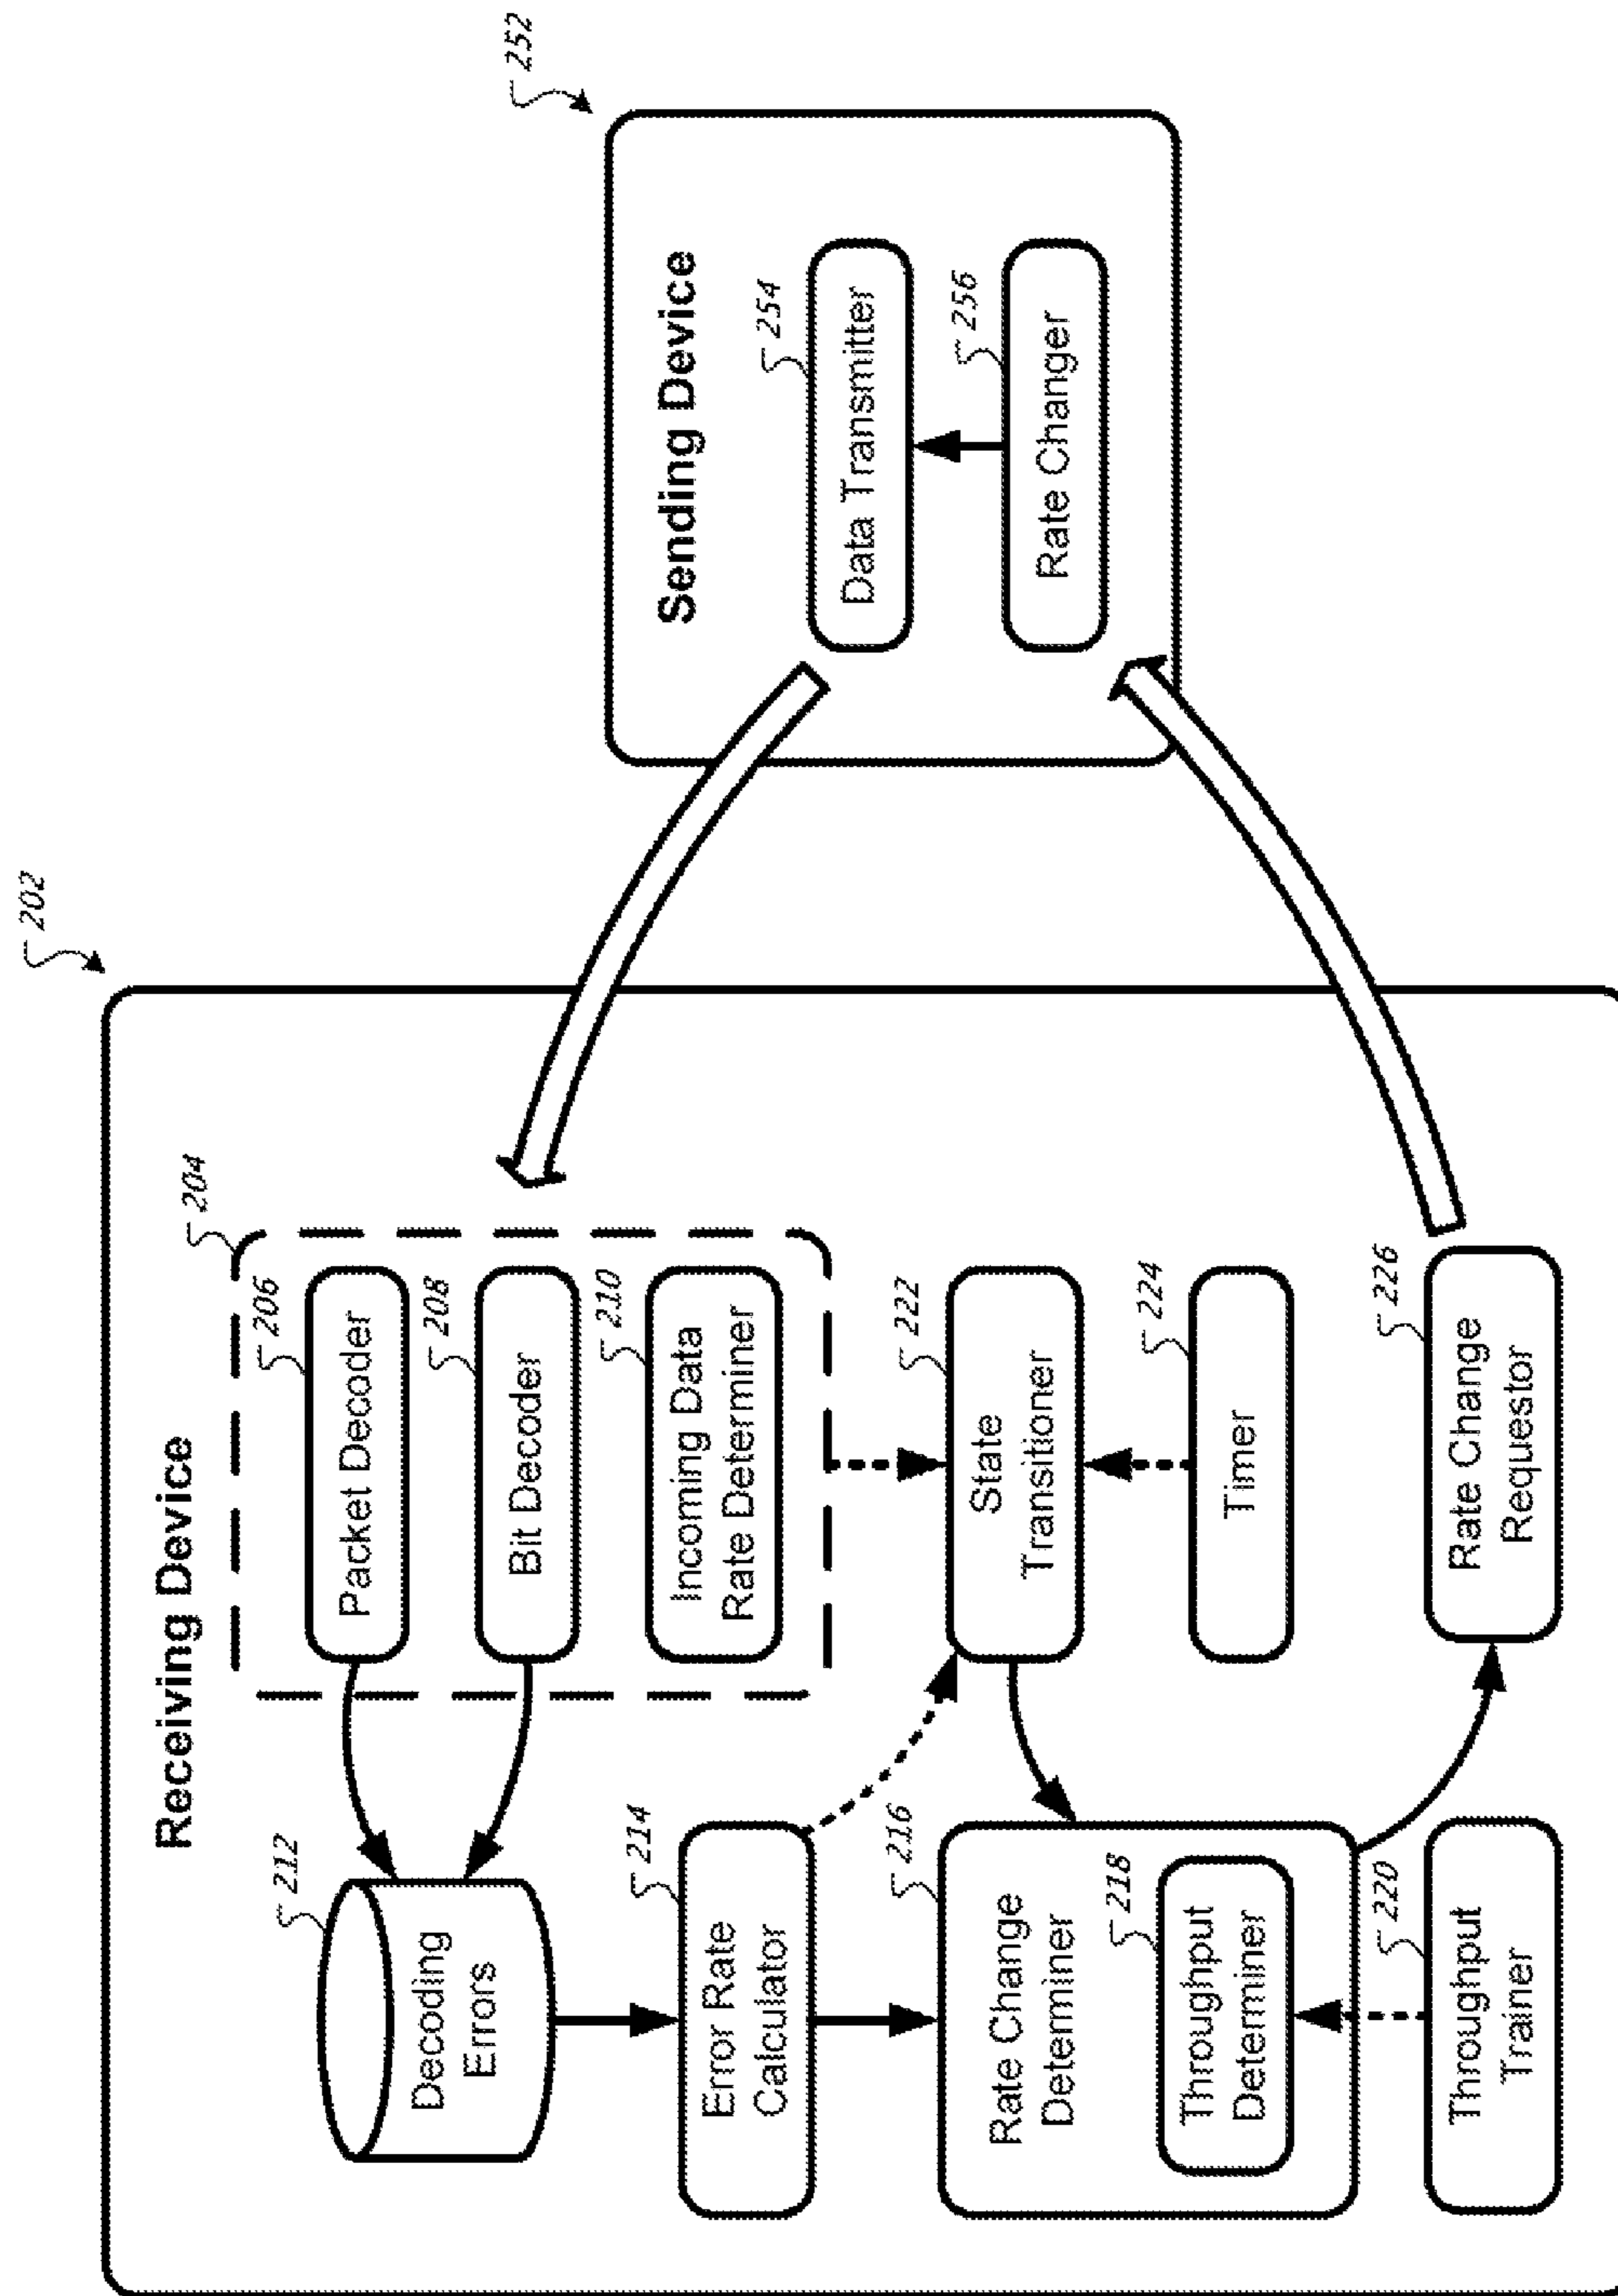 202
Receiving Device
204
206
Packet Decoder
208
Bit Decoder
210
Incoming Data
Rate Determiner
212
Decoding
Errors
214
Error Rate
Calculator
222
State
Transitioner
216
Rate Change
Determiner
218
Throughput
Determiner
224
Timer
220
Throughput
Trainer
226
Rate Change
Requestor
252
Sending Device
254
Data Transmitter
256
Rate Changer